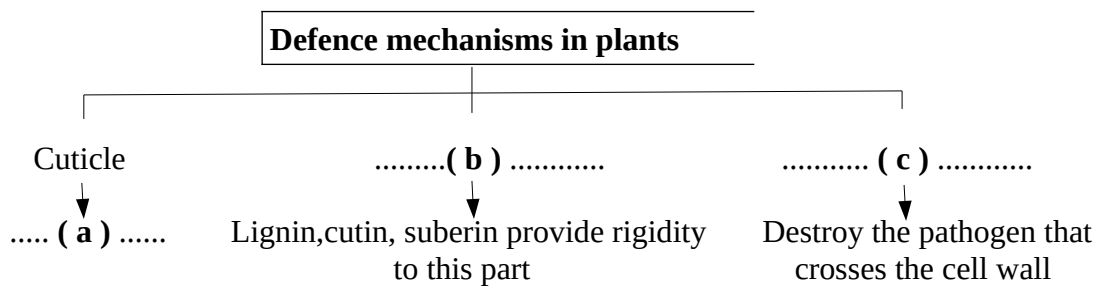 Defence mechanisms in plants
Cuticle
.........( b ) ............
........... ( c ) ............
..... ( a ) ......
Lignin,cutin, suberin provide rigidity
to this part
Destroy the pathogen that
crosses the cell wall